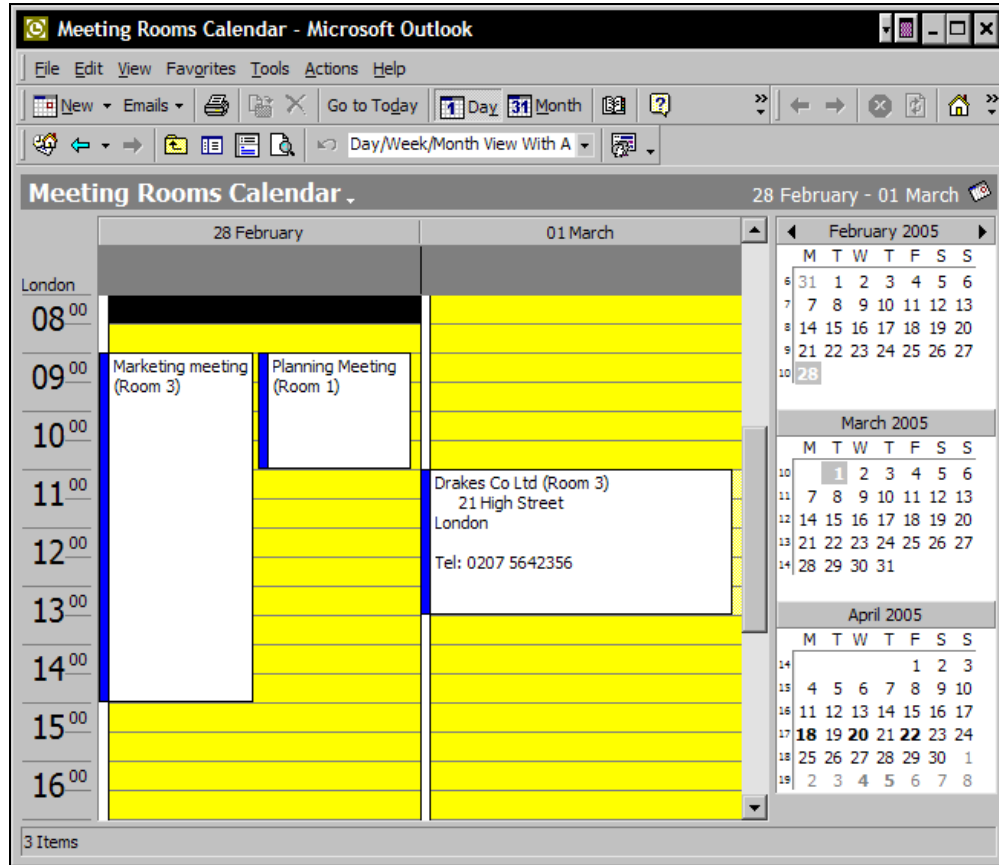 Meeting Rooms Calendar - Microsoft Outlook
File Edit View Favorites Tools Actions Help
New Emails Go to Today 1 Day 31 Month
Day/Week/Month View With A
Meeting Rooms Calendar
28 February - 01 March
28 February 01 March
London
08 00
09 00
10 00
11 00
12 00
13 00
14 00
15 00
16 00
Marketing meeting
(Room 3)
Planning Meeting
(Room 1)
Drakes Co Ltd (Room 3)
21 High Street
London
Tel: 0207 5642356
February 2005
M T W T F S S
6 31 1 2 3 4 5 6
7 7 8 9 10 11 12 13
8 14 15 16 17 18 19 20
9 21 22 23 24 25 26 27
10 28
March 2005
M T W T F S S
10 1 2 3 4 5 6
11 7 8 9 10 11 12 13
12 14 15 16 17 18 19 20
13 21 22 23 24 25 26 27
14 28 29 30 31
April 2005
M T W T F S S
14 1 2 3
15 4 5 6 7 8 9 10
16 11 12 13 14 15 16 17
17 18 19 20 21 22 23 24
18 25 26 27 28 29 30 1
19 2 3 4 5 6 7 8
3 Items